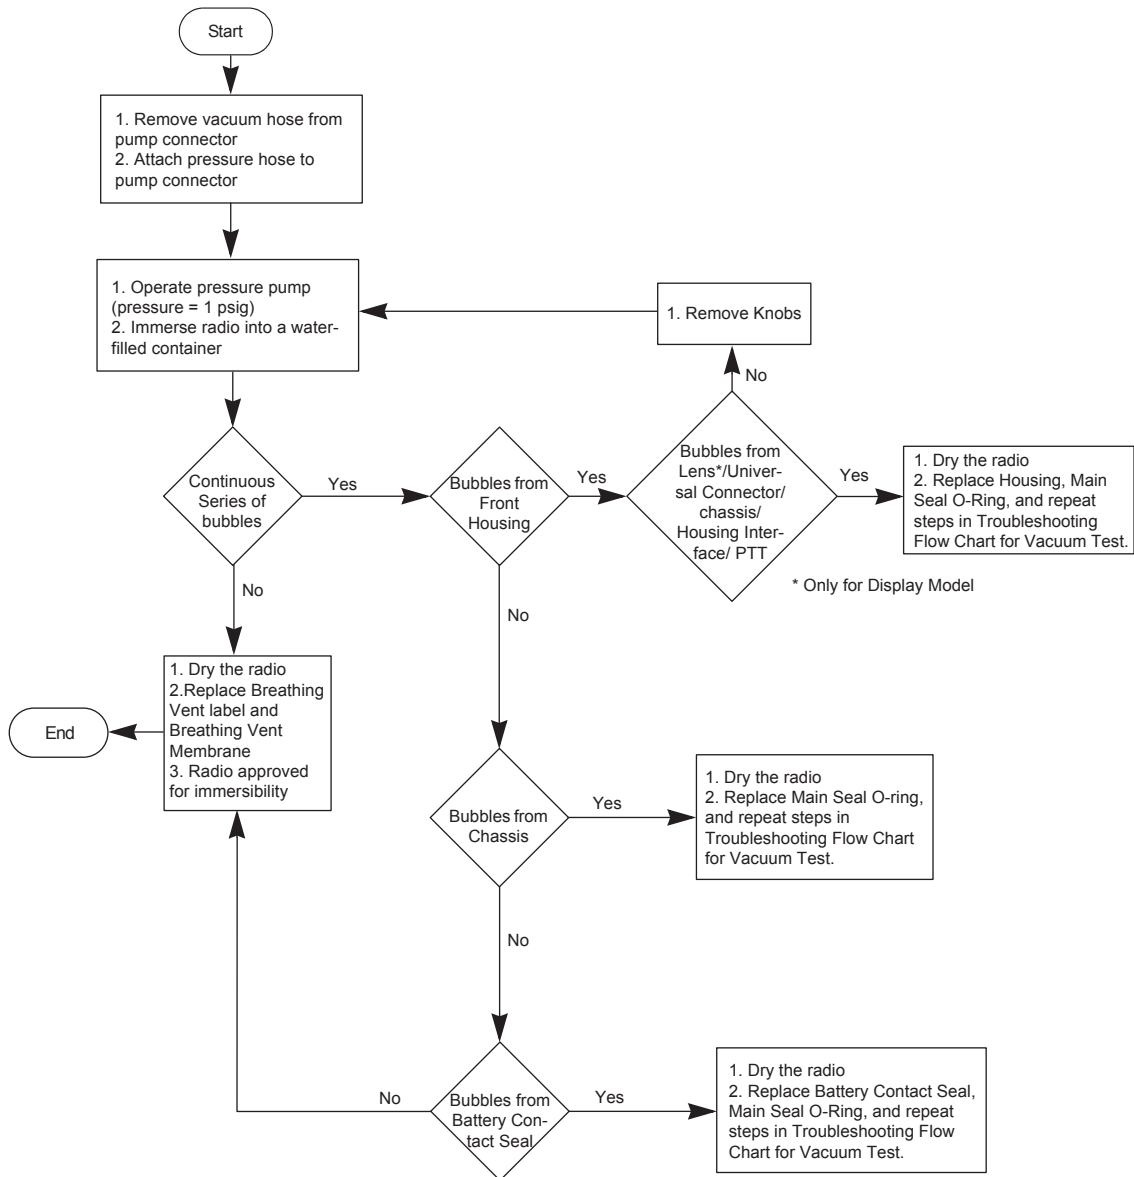 Start
1. Remove vacuum hose from
pump connector
2. Attach pressure hose to
pump connector
1. Operate pressure pump
(pressure = 1 psig)
2. Immerse radio into a water-
filled container
1. Remove Knobs
No
Continuous
Series of
bubbles
Yes
Bubbles from
Front
Housing
Yes
Bubbles from
Lens*/Univer-
sal Connector/
chassis/
Housing Inter-
face/ PTT
Yes
1. Dry the radio
2. Replace Housing, Main
Seal O-Ring, and repeat
steps in Troubleshooting
Flow Chart for Vacuum Test.
* Only for Display Model
No
No
1. Dry the radio
2.Replace Breathing
Vent label and
Breathing Vent
Membrane
3. Radio approved
for immersibility
End
Bubbles from
Chassis
Yes
1. Dry the radio
2. Replace Main Seal O-ring,
and repeat steps in
Troubleshooting Flow Chart
for Vacuum Test.
No
Bubbles from
Battery Con-
tact Seal
No
Yes
1. Dry the radio
2. Replace Battery Contact Seal,
Main Seal O-Ring, and repeat
steps in Troubleshooting Flow
Chart for Vacuum Test.